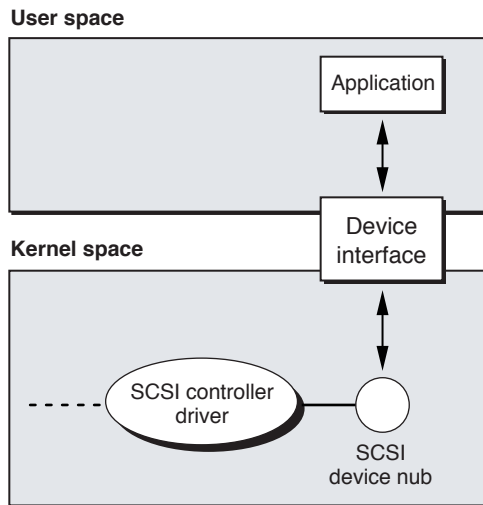 User space
Application
Device
interface
Kernel space
SCSI controller
driver
SCSI
device nub